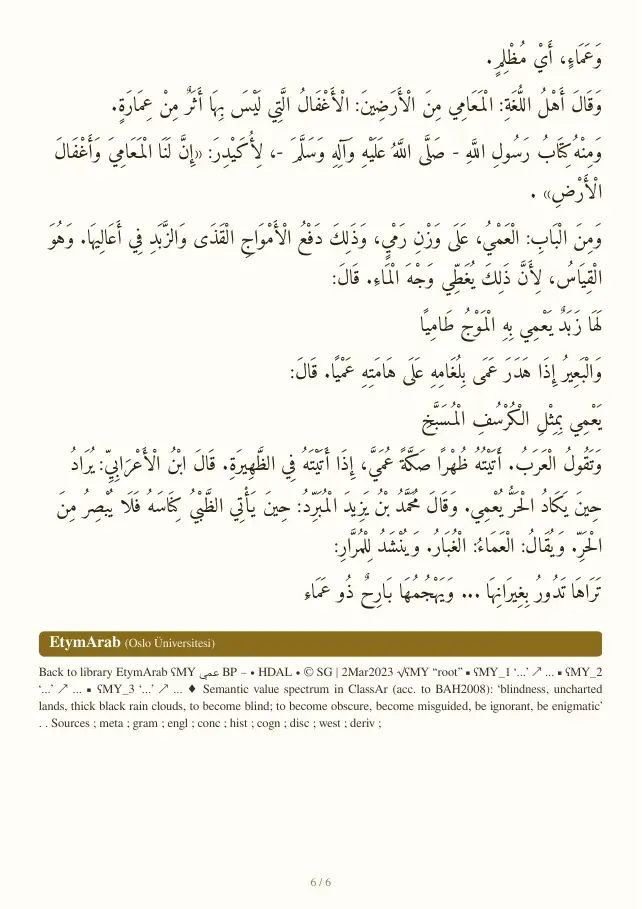 وَعَمَاءٍ، أَيْ مُظْلِمٍ.
وَقَالَ أَهْلُ اللُّغَةِ: الْمَعَامِي مِنَ الْأَرَضِينَ: الْأَغْفَالُ الَّتِي لَيْسَ بِهَا أَثَرٌ مِنْ عِمَارَةٍ.
وَمِنْهُ كِتَابُ رَسُولِ اللَّهِ - صَلَّى اللَّهُ عَلَيْهِ وَآلِهِ وَسَلَّمَ -، لِأُكَيْدِرَ: «إِنَّ لَنَا الْمَعَامِيَ وَأَغْفَالَ
الْأَرْضِ» .
وَمِنَ الْبَابِ: الْعَمْيُ، عَلَى وَزْنِ رَمْيٍ، وَذَلِكَ دَفْعُ الْأَمْوَاجِ الْقَذَى وَالزَّبَدِ فِي أَعَالِيهَا. وَهُوَ
الْقِيَاسُ، لِأَنَّ ذَلِكَ يُغَطِّي وَجْهَ الْمَاءِ. قَالَ:
لَهَا زَبَدٌ يَعْمِي بِهِ الْمَوْجُ طَامِيًا
وَالْبَعِيرُ إِذَا هَدَرَ عَمَى بِلُغَامِهِ عَلَى هَامَتِهِ عَمْيًا. قَالَ:
يَعْمِي بِمِثْلِ الْكُرْسُفِ الْمُسَبَّخِ
وَتَقُولُ الْعَرَبُ. أَتَيْتُهُ ظُهْرًا صَكَّةَ عُمَيَّ، إِذَا أَتَيْتَهُ فِي الظَّهِيرَةِ. قَالَ ابْنُ الْأَعْرَابِيِّ: يُرَادُ
حِينَ يَكَادُ الْحَرُّ يُعْمِي. وَقَالَ مُحَمَّدُ بْنُ يَزِيدَ الْمُبَرِّدُ: حِينَ يَأْتِي الظَّبْيُ كِنَاسَهُ فَلَا يُبْصِرُ مِنَ
الْحَرِّ. وَيُقَالُ: الْعَمَاءُ: الْغُبَارُ. وَيُنْشَدُ لِلْمُرَّارِ:
تَرَاهَا تَدُورُ بِغِيرَانِهَا ... وَيَهْجُمُهَا بَارِحٌ ذُو عَمَاءِ
EtymArab (Oslo Üniversitesi)
Back to library EtymArab ʕMY عمي BP – • HDAL • © SG | 2Mar2023 √ʕMY “root” ▪ ʕMY_1 ‘...’ ↗ ... ▪ ʕMY_2
‘...’ ↗ ... ▪ ʕMY_3 ‘...’ ↗ ... ♦ Semantic value spectrum in ClassAr (acc. to BAH2008): ‘blindness, uncharted
lands, thick black rain clouds, to become blind; to become obscure, become misguided, be ignorant, be enigmatic’
. . Sources ; meta ; gram ; engl ; conc ; hist ; cogn ; disc ; west ; deriv ;
6 / 6